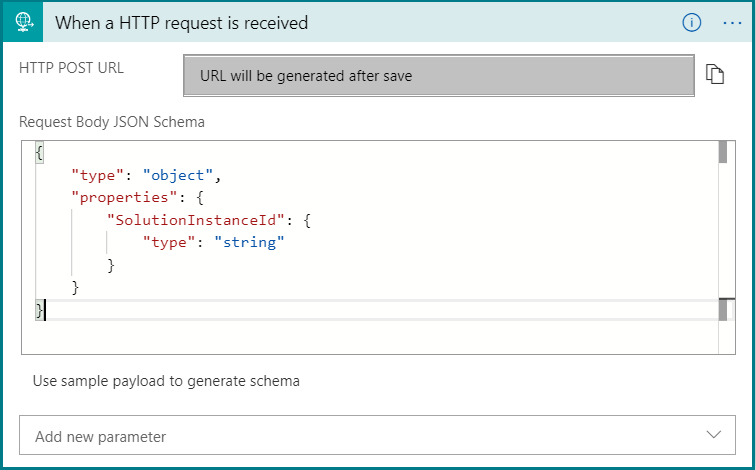 When a HTTP request is received
HTTP POST URL
URL will be generated after save
Request Body JSON Schema
{
    "type": "object",
    "properties": {
        "SolutionInstanceId": {
            "type": "string"
        }
    }
}
Use sample payload to generate schema
Add new parameter